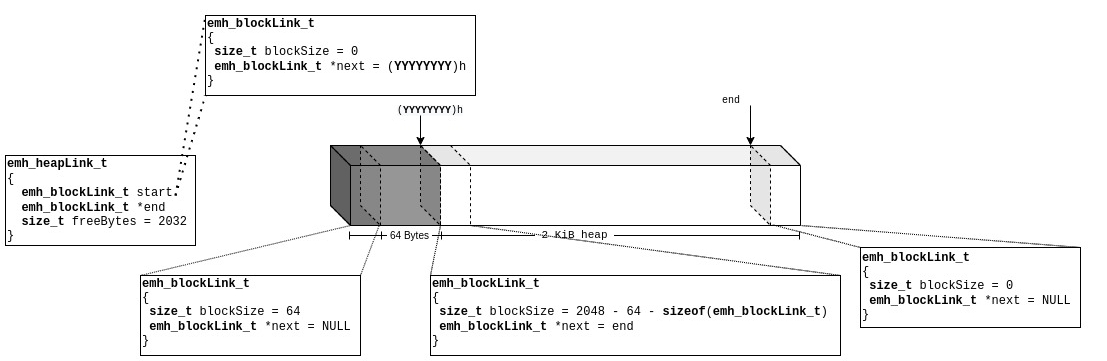 emh_blockLink_t
{
size_t blockSize = 0
emh_blockLink_t *next = (YYYYYYYY)h
}
(YYYYYYYY)h
end
emh_heapLink_t
{
emh_blockLink_t start
emh_blockLink_t *end
size_t freeBytes = 2032
}
64 Bytes
2 KiB heap
emh_blockLink_t
{
size_t blockSize = 64
emh_blockLink_t *next = NULL
}
emh_blockLink_t
{
size_t blockSize = 2048 - 64 - sizeof(emh_blockLink_t)
emh_blockLink_t *next = end
}
emh_blockLink_t
{
size_t blockSize = 0
emh_blockLink_t *next = NULL
}